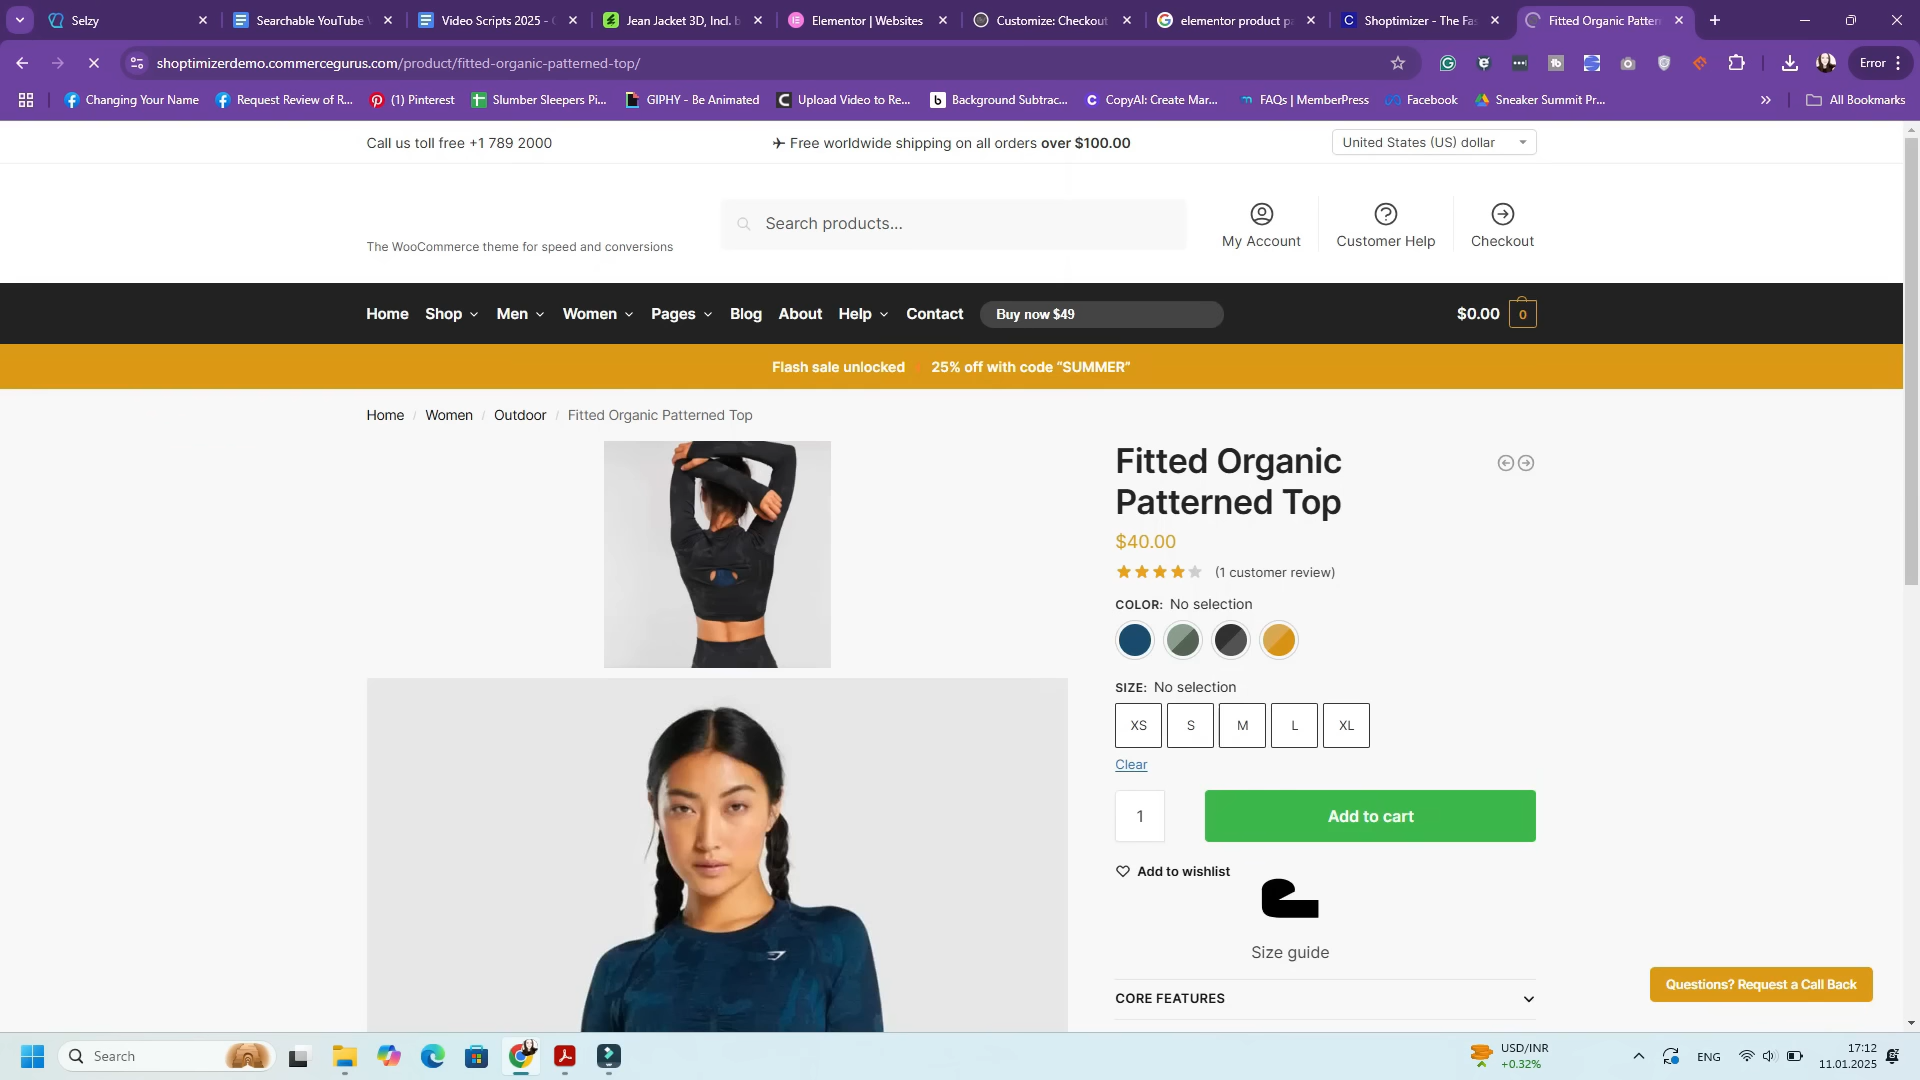 Selzy
Searchable YouTube
Video Scripts 2025 -
Jean Jacket 3D, Incl. b
Elementor | Websites
Customize: Checkout
elementor product pa
Shoptimizer - The Fas
Fitted Organic Pattern
shoptimizerdemo.commercegurus.com/product/fitted-organic-patterned-top/
Error
Changing Your Name
Request Review of R...
(1) Pinterest
Slumber Sleepers Pi...
GIPHY - Be Animated
Upload Video to Re...
Background Subtrac...
CopyAI: Create Mar...
FAQs | MemberPress
Facebook
Sneaker Summit Pr...
All Bookmarks
Call us toll free +1 789 2000
Free worldwide shipping on all orders over $100.00
United States (US) dollar
The WooCommerce theme for speed and conversions
Search products...
My Account
Customer Help
Checkout
Home
Shop
Men
Women
Pages
Blog
About
Help
Contact
Buy now $49
$0.00
0
Flash sale unlocked 25% off with code “SUMMER”
Home / Women / Outdoor / Fitted Organic Patterned Top
Fitted Organic
Patterned Top
$40.00
(1 customer review)
COLOR: No selection
SIZE: No selection
XS
S
M
L
XL
Clear
1
Add to cart
Add to wishlist
Size guide
CORE FEATURES
Questions? Request a Call Back
Search
USD/INR
+0.32%
ENG
17:12
11.01.2025